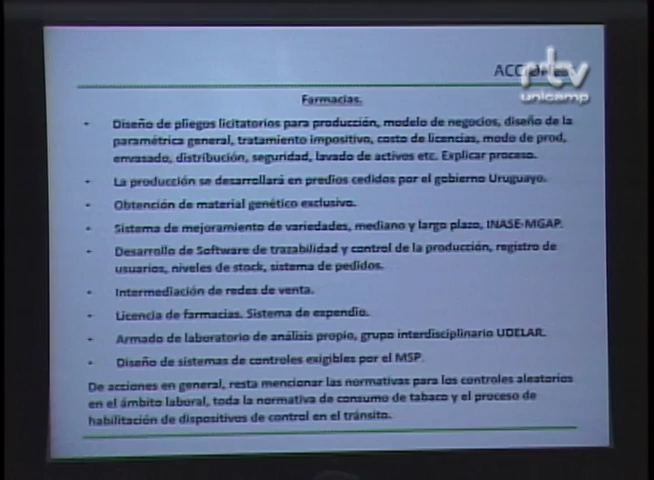 ACCIONES
rtv
unicamp
Farmacias.
- Diseño de pliegos licitatorios para producción, modelo de negocios, diseño de la
paramétrica general, tratamiento impositivo, costo de licencias, modo de prod,
envasado, distribución, seguridad, lavado de activos etc. Explicar proceso.
- La producción se desarrollará en predios cedidos por el gobierno Uruguayo.
- Obtención de material genético exclusivo.
- Sistema de mejoramiento de variedades, mediano y largo plazo, INASE-MGAP.
- Desarrollo de Software de trazabilidad y control de la producción, registro de
usuarios, niveles de stock, sistema de pedidos.
- Intermediación de redes de venta.
- Licencia de farmacias. Sistema de expendio.
- Armado de laboratorio de análisis propio, grupo interdisciplinario UDELAR.
- Diseño de sistemas de controles exigibles por el MSP.
De acciones en general, resta mencionar las normativas para los controles aleatorios
en el ámbito laboral, toda la normativa de consumo de tabaco y el proceso de
habilitación de dispositivos de control en el tránsito.